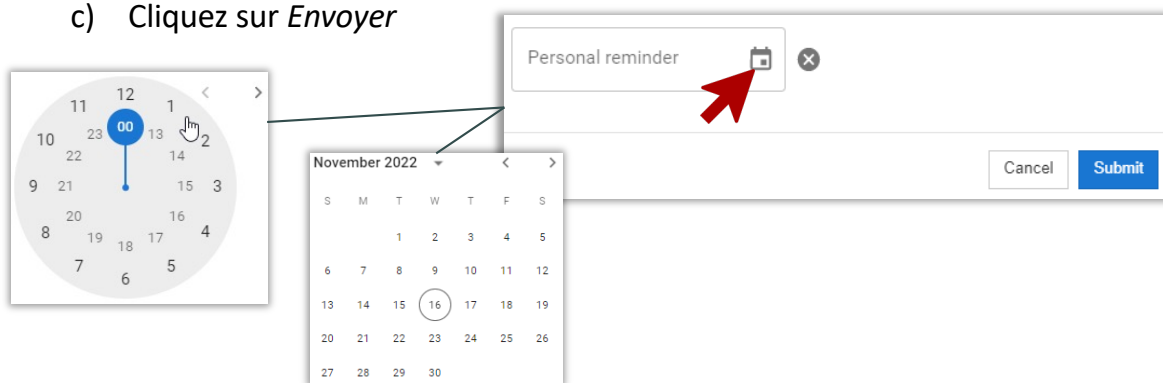 c) Cliquez sur Envoyer
Personal reminder
Cancel Submit
12
11 1
00
23 13
10 2
22 14
9 21 15 3
20 16
8 4
19 17
18
7 5
6
November 2022
S M T W T F S
1 2 3 4 5
6 7 8 9 10 11 12
13 14 15 16 17 18 19
20 21 22 23 24 25 26
27 28 29 30